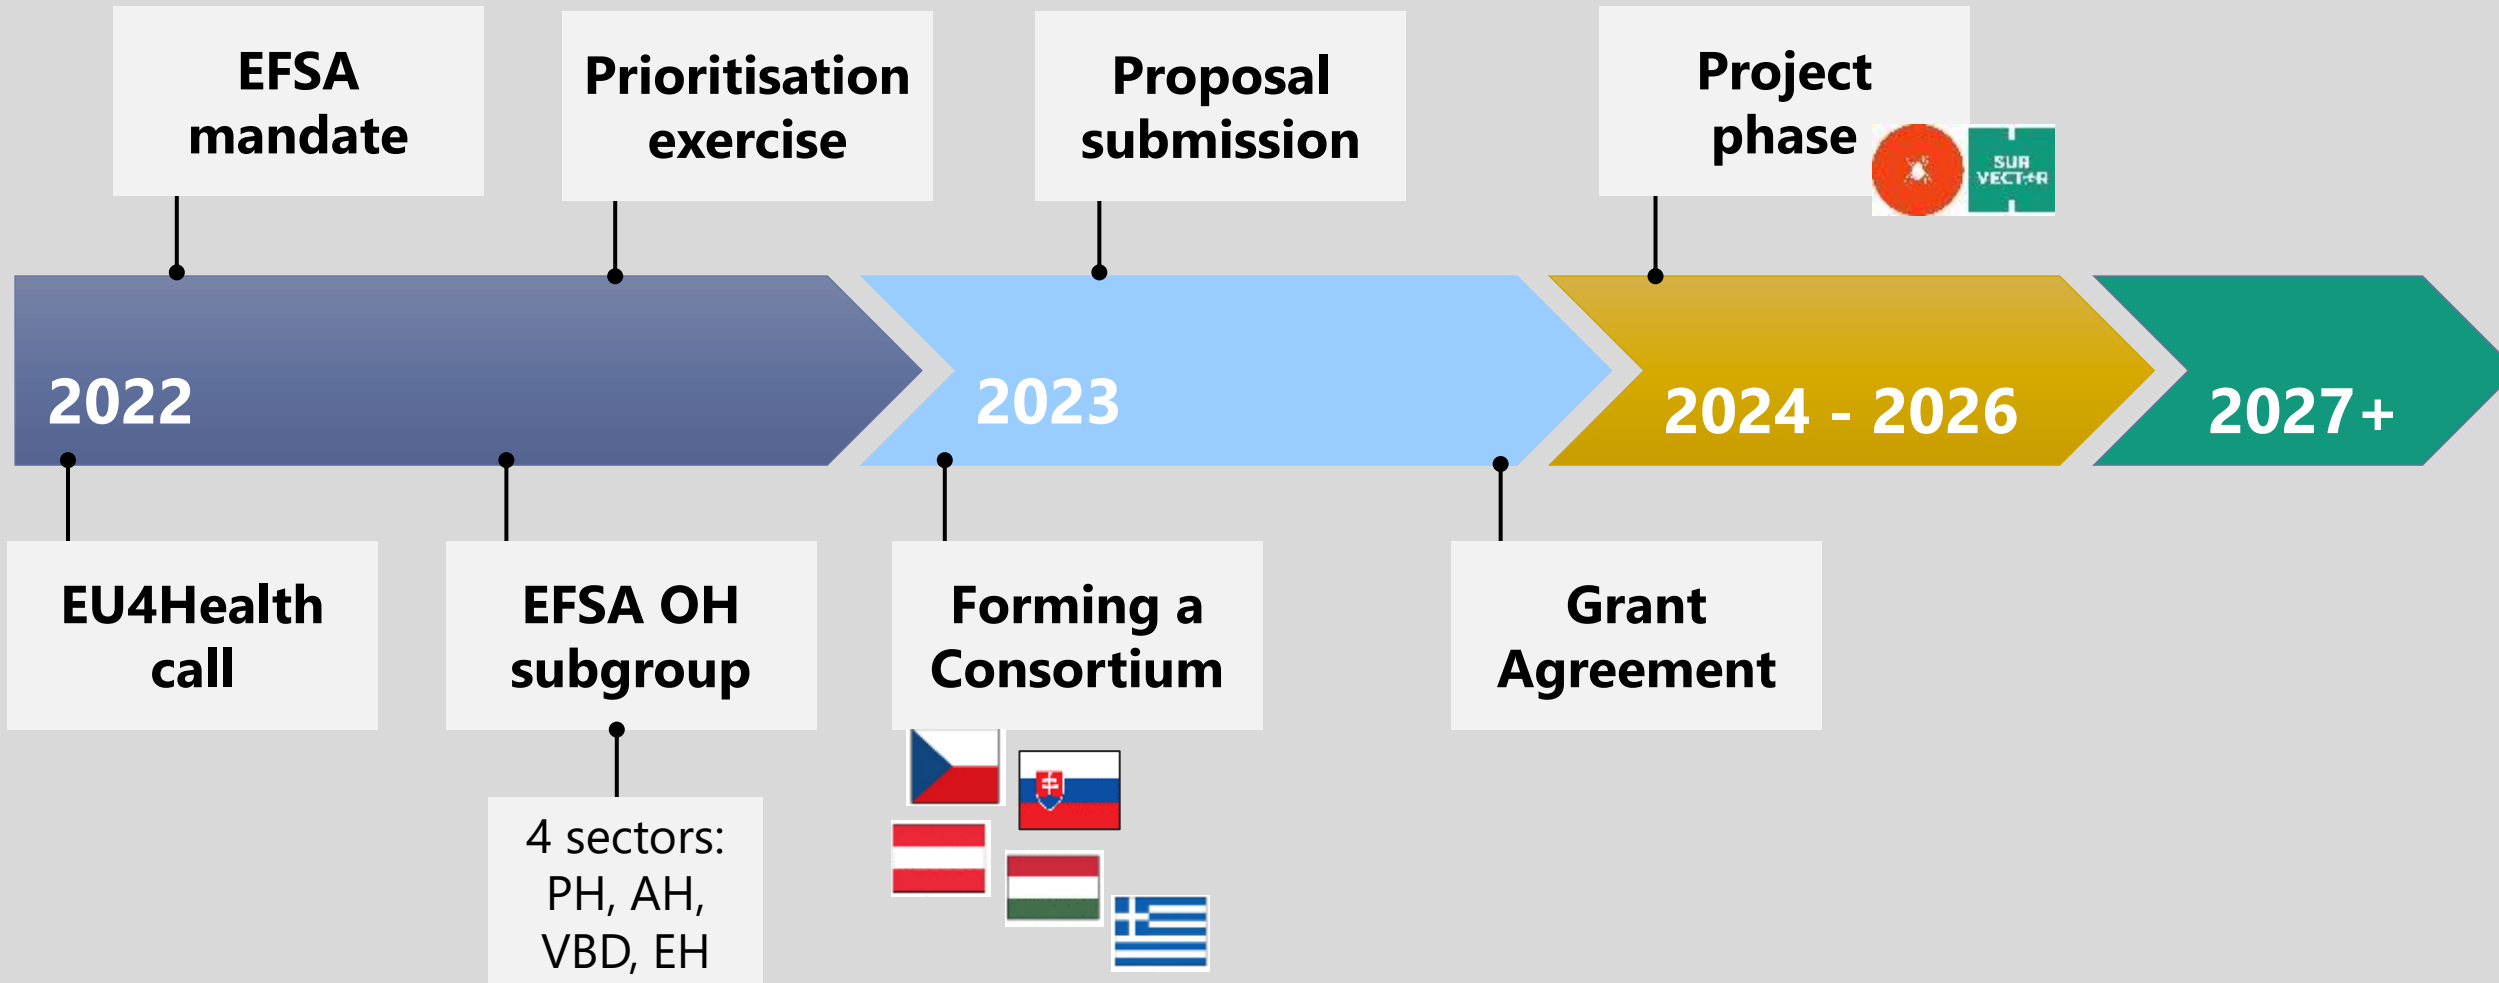 EFSA
mandate
Prioritisation
exercise
Proposal
submission
Project
phase
SUR
VECTOR
2022
2023
2024 - 2026
2027+
EU4Health
call
EFSA OH
subgroup
Forming a
Consortium
Grant
Agreement
4 sectors:
PH, AH,
VBD, EH